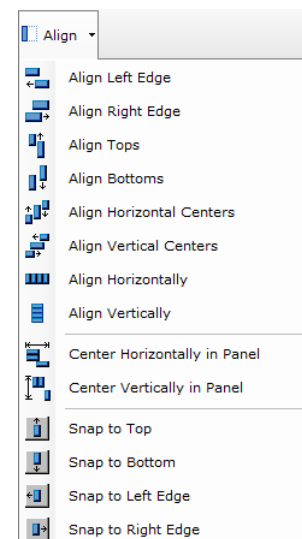 Align
Align Left Edge
Align Right Edge
Align Tops
Align Bottoms
Align Horizontal Centers
Align Vertical Centers
Align Horizontally
Align Vertically
Center Horizontally in Panel
Center Vertically in Panel
Snap to Top
Snap to Bottom
Snap to Left Edge
Snap to Right Edge